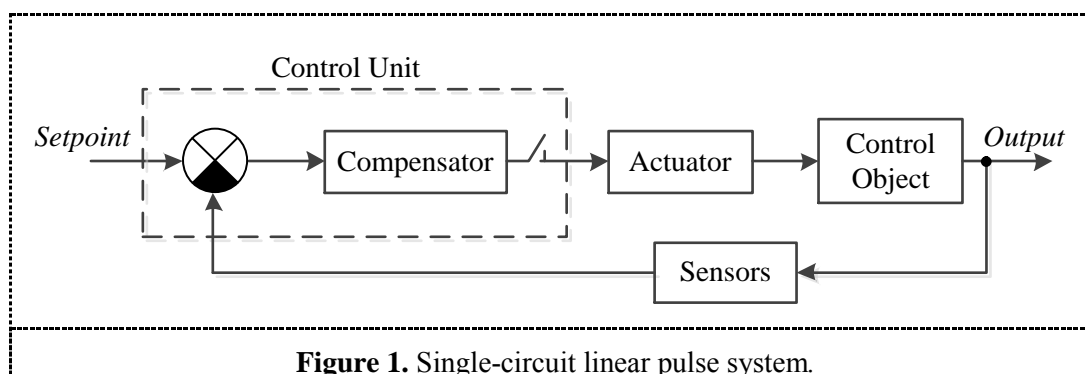 Control Unit
Setpoint
Compensator
Actuator
Control
Object
Output
Sensors
Figure 1. Single-circuit linear pulse system.